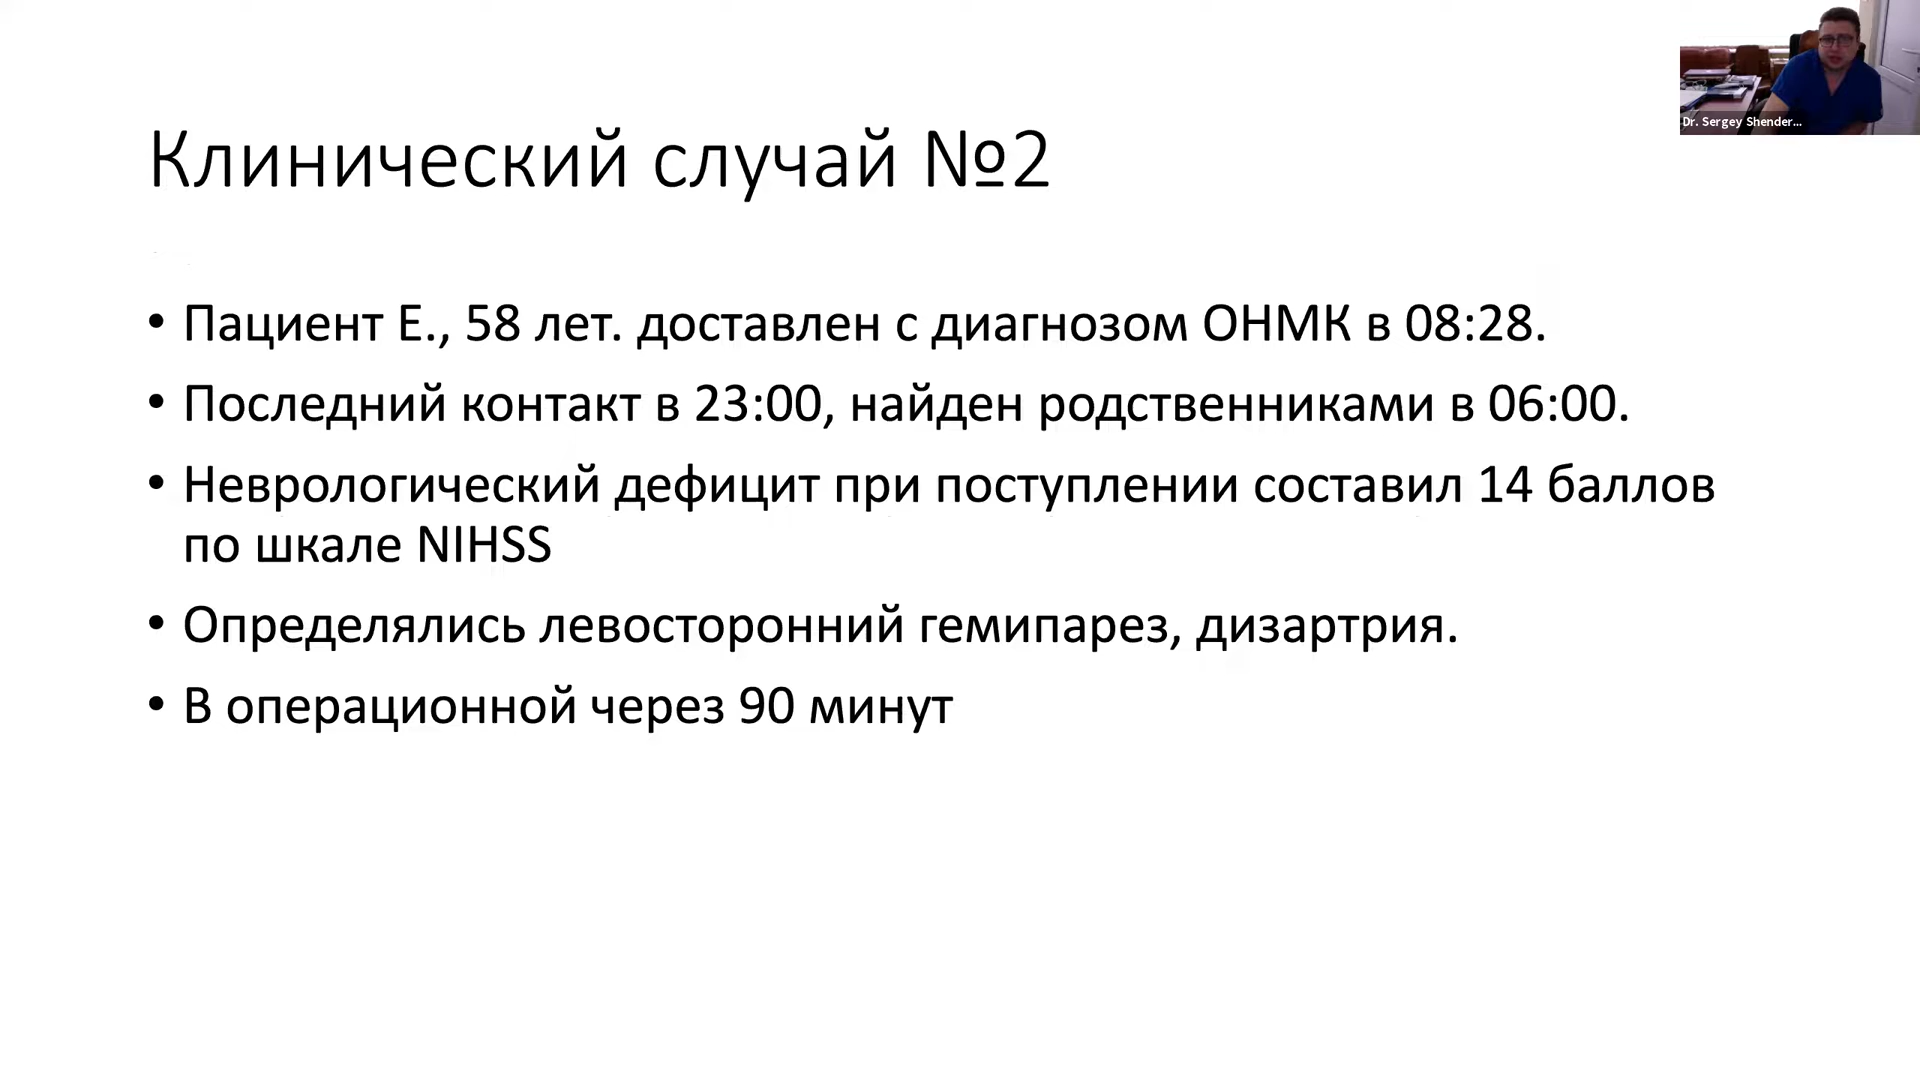 Dr. Sergey Shender...
Клинический случай №2
• Пациент Е., 58 лет. доставлен с диагнозом ОНМК в 08:28.
• Последний контакт в 23:00, найден родственниками в 06:00.
• Неврологический дефицит при поступлении составил 14 баллов
по шкале NIHSS
• Определялись левосторонний гемипарез, дизартрия.
• В операционной через 90 минут